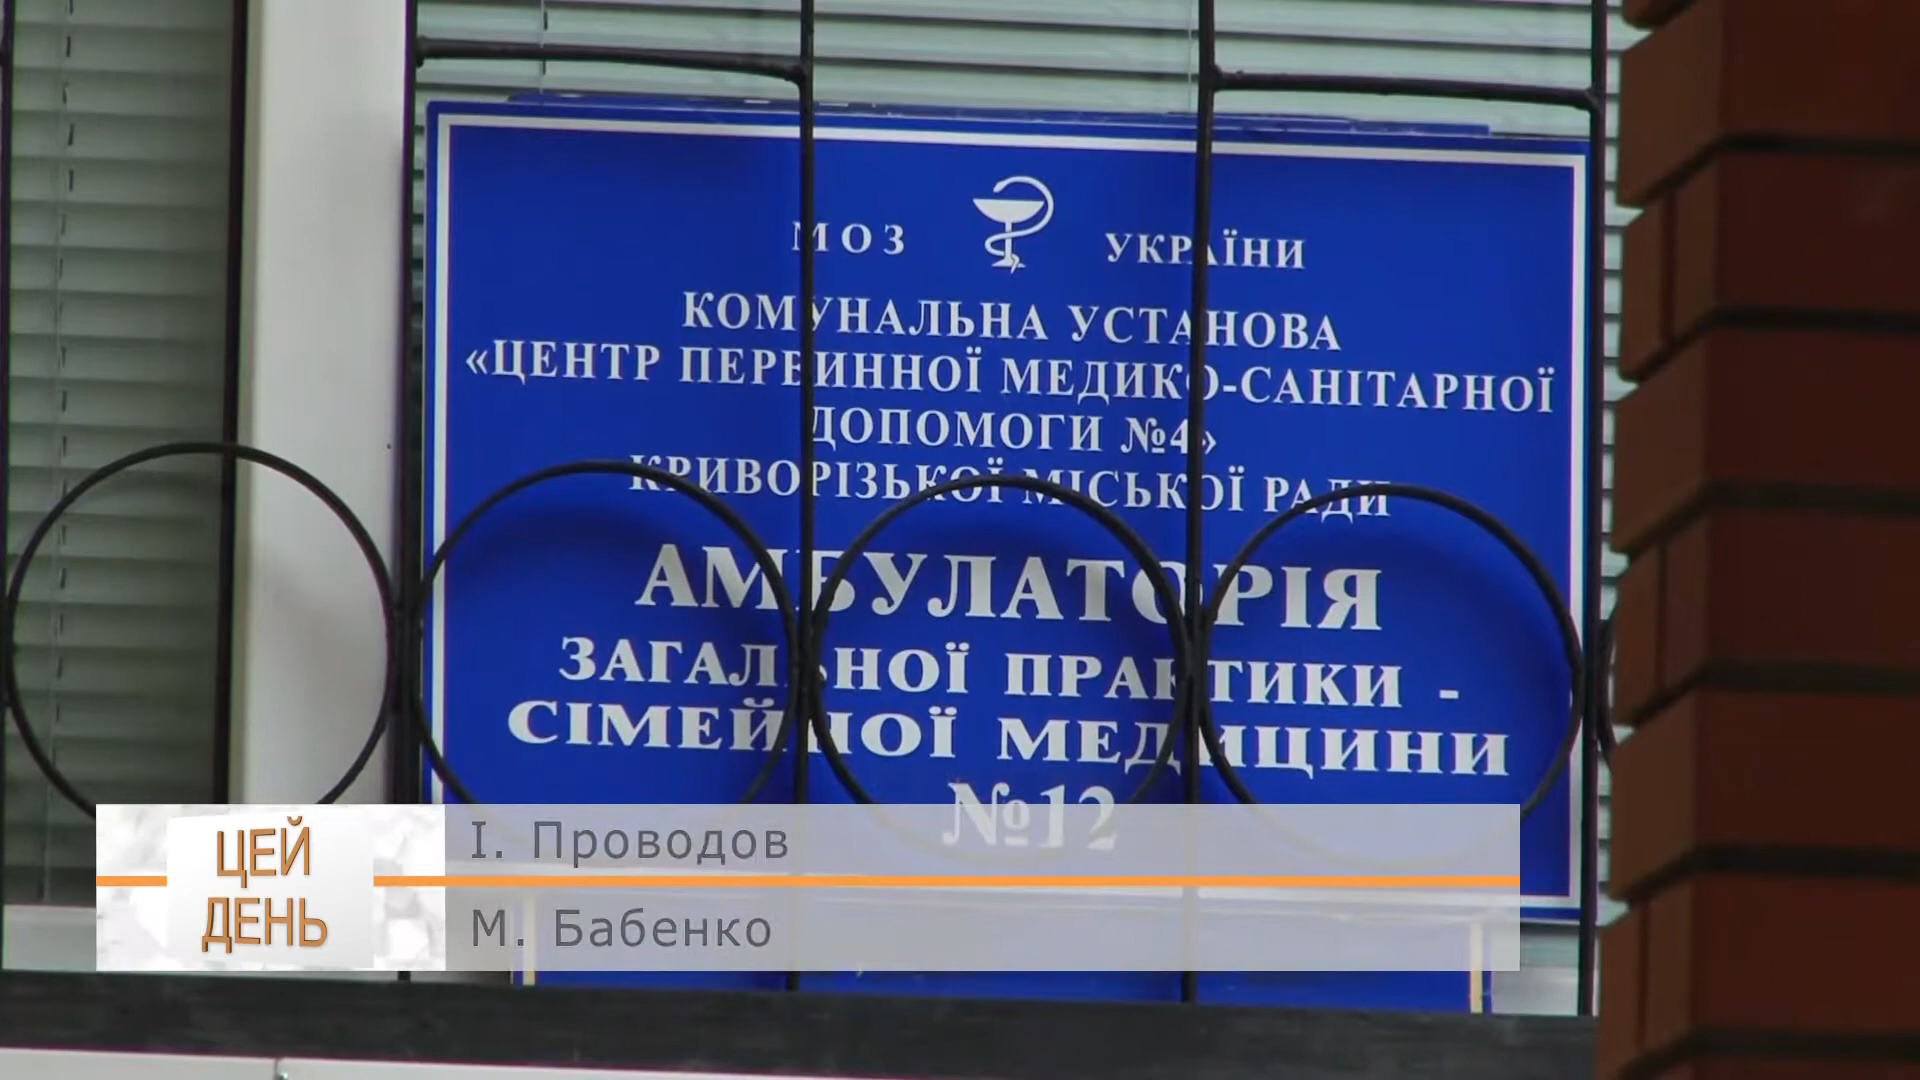 МОЗ УКРАЇНИ
КОМУНАЛЬНА УСТАНОВА
«ЦЕНТР ПЕРВИННОЇ МЕДИКО-САНІТАРНОЇ
ДОПОМОГИ №4»
КРИВОРІЗЬКОЇ МІСЬКОЇ РАДИ
АМБУЛАТОРІЯ
ЗАГАЛЬНОЇ ПРАКТИКИ -
СІМЕЙНОЇ МЕДИЦИНИ
№12
ЦЕЙ
ДЕНЬ
І. Проводов
М. Бабенко